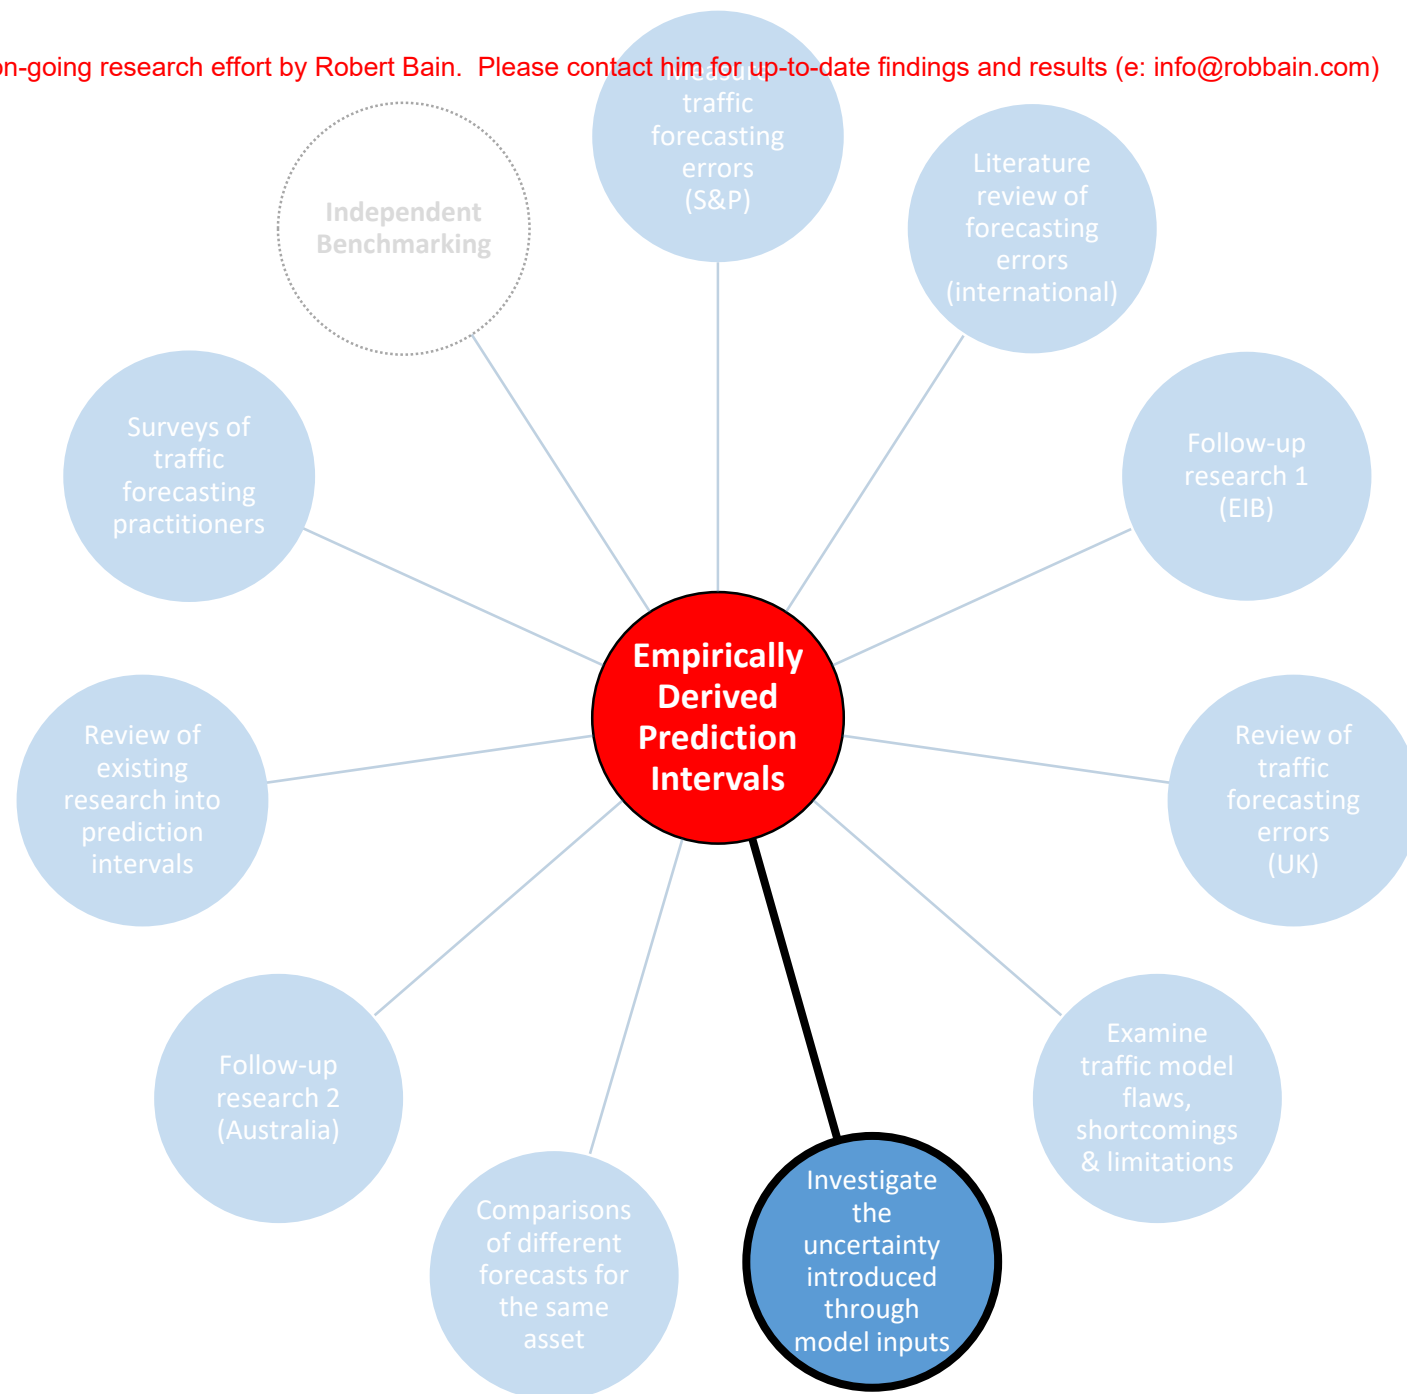 on-going research effort by Robert Bain.  Please contact him for up-to-date findings and results (e: info@robbain.com)
Measure
traffic
forecasting
errors
(S&P)
Literature
review of
forecasting
errors
(international)
Follow-up
research 1
(EIB)
Review of
traffic
forecasting
errors
(UK)
Examine
traffic model
flaws,
shortcomings
& limitations
Investigate
the
uncertainty
introduced
through
model inputs
Comparisons
of different
forecasts for
the same
asset
Follow-up
research 2
(Australia)
Review of
existing
research into
prediction
intervals
Surveys of
traffic
forecasting
practitioners
Independent
Benchmarking
Empirically
Derived
Prediction
Intervals